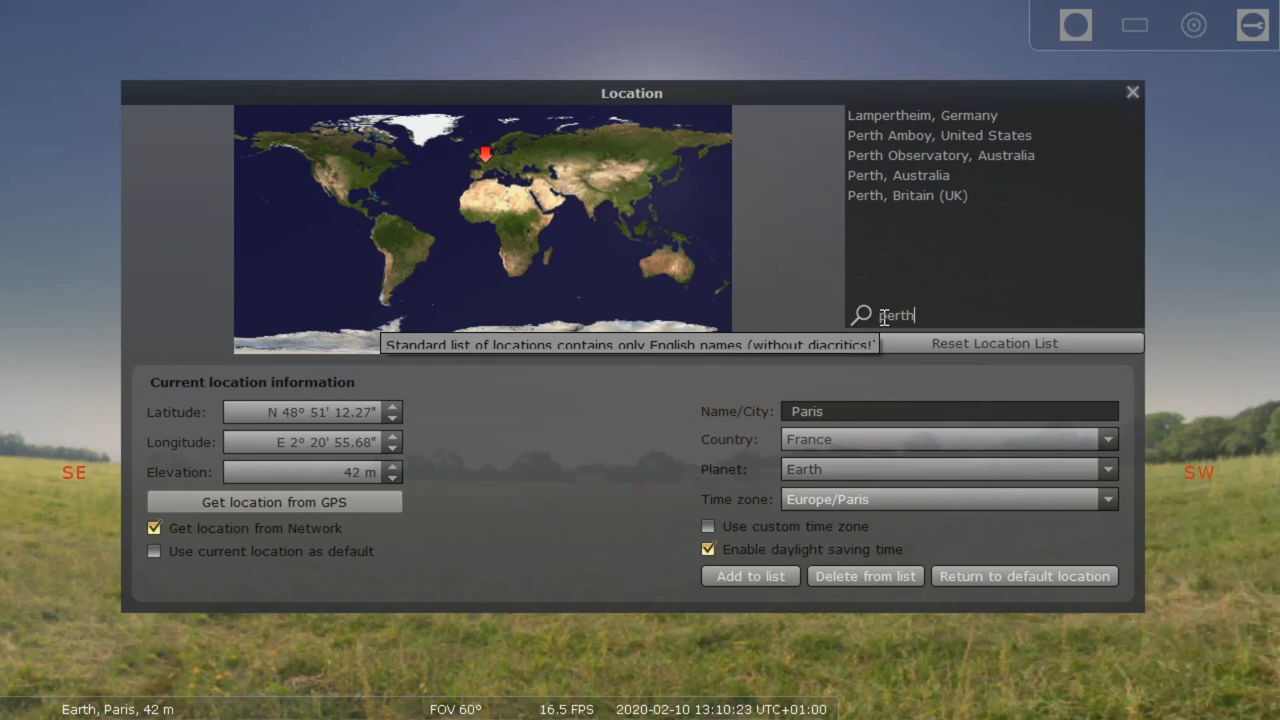 Location
Lampertheim, Germany
Perth Amboy, United States
Perth Observatory, Australia
Perth, Australia
Perth, Britain (UK)
perth
Standard list of locations contains only English names (without diacritics!)
Reset Location List
Current location information
Latitude: N 48° 51' 12.27"
Longitude: E 2° 20' 55.68"
Elevation: 42 m
Get location from GPS
Get location from Network
Use current location as default
Name/City: Paris
Country: France
Planet: Earth
Time zone: Europe/Paris
Use custom time zone
Enable daylight saving time
Add to list Delete from list Return to default location
SE
SW
Earth, Paris, 42 m FOV 60° 16.5 FPS 2020-02-10 13:10:23 UTC+01:00